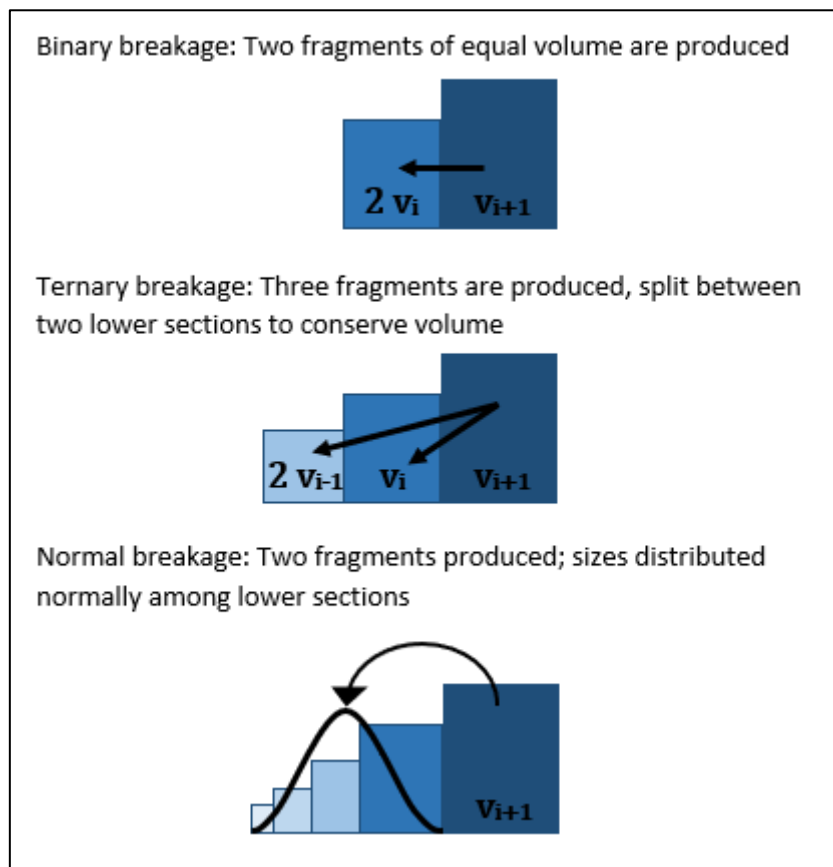 Binary breakage: Two fragments of equal volume are produced
2 vᵢ vᵢ₊₁
Ternary breakage: Three fragments are produced, split between
two lower sections to conserve volume
2 vᵢ₋₁ vᵢ vᵢ₊₁
Normal breakage: Two fragments produced; sizes distributed
normally among lower sections
vᵢ₊₁